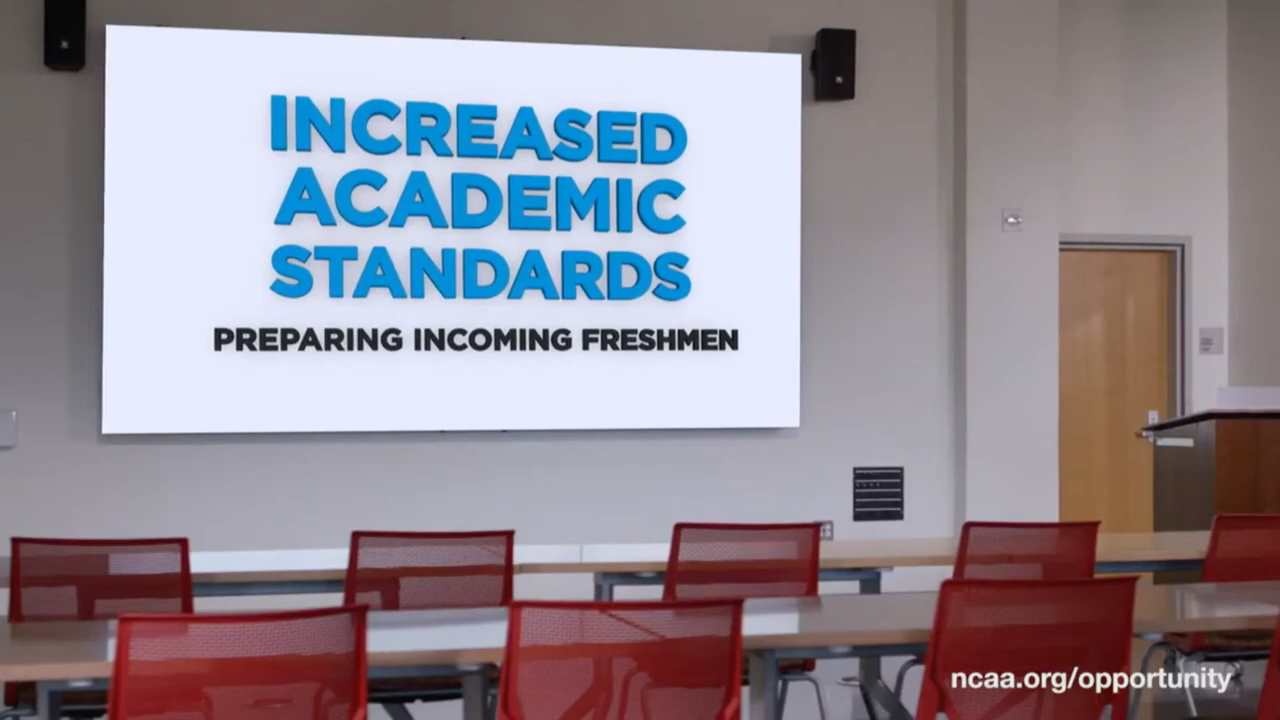 INCREASED
ACADEMIC
STANDARDS
PREPARING INCOMING FRESHMEN
ncaa.org/opportunity